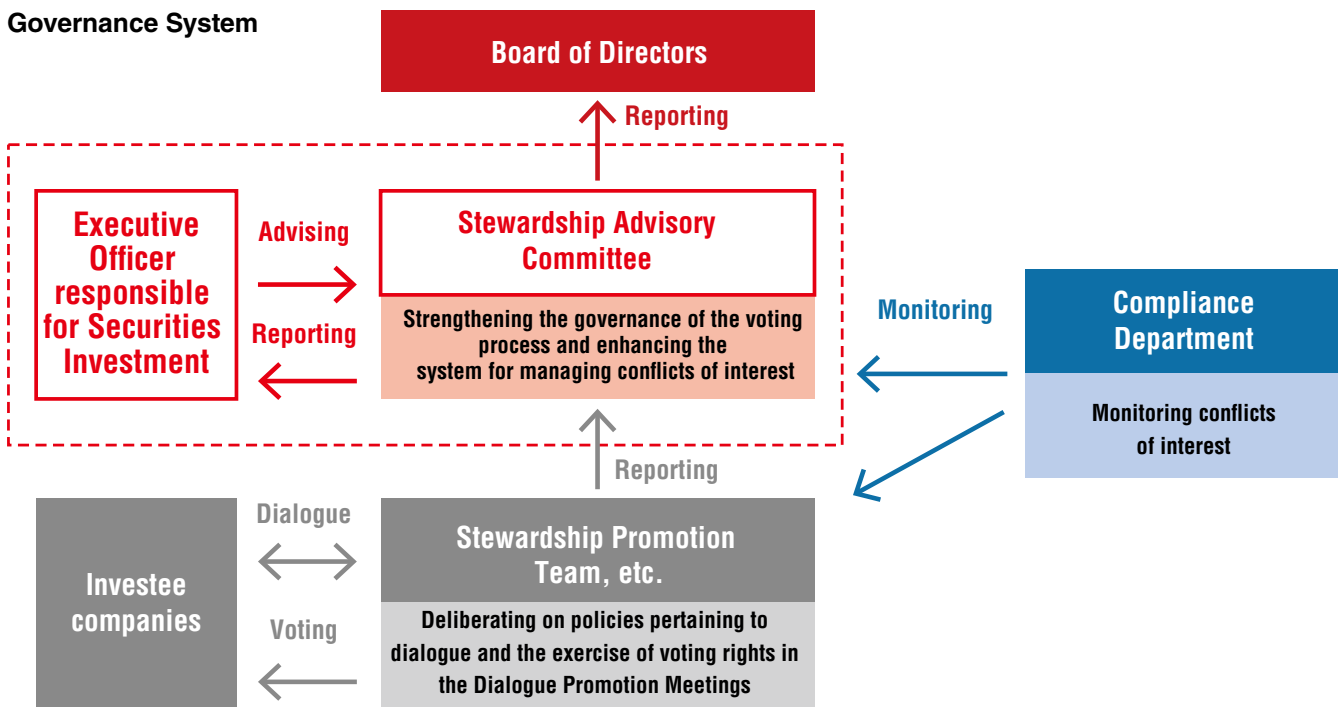 Governance System
Board of Directors
Reporting
Executive
Officer
responsible
for Securities
Investment
Advising
Reporting
Stewardship Advisory
Committee
Strengthening the governance of the voting
process and enhancing the
system for managing conflicts of interest
Monitoring
Compliance
Department
Monitoring conflicts
of interest
Reporting
Investee
companies
Dialogue
Voting
Stewardship Promotion
Team, etc.
Deliberating on policies pertaining to
dialogue and the exercise of voting rights in
the Dialogue Promotion Meetings